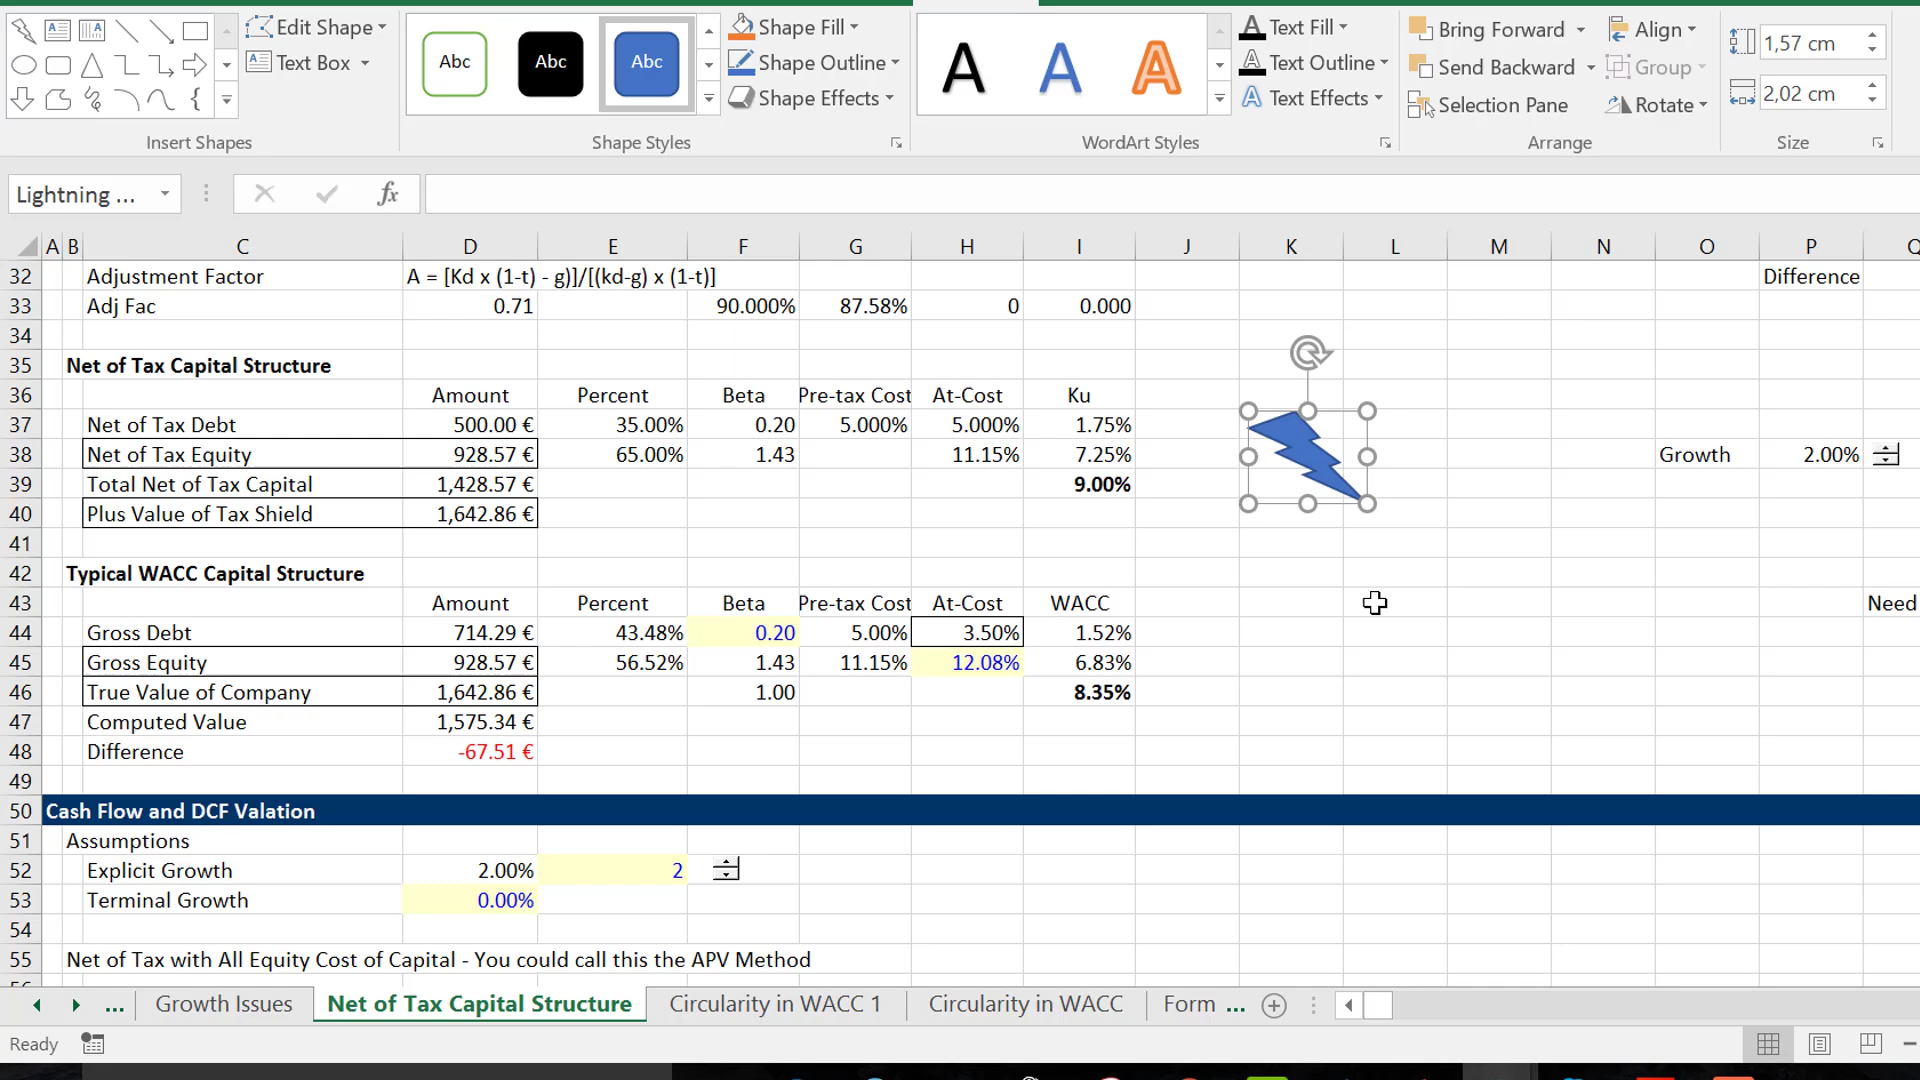 Edit Shape
Text Box
Abc Abc Abc
Shape Fill
Shape Outline
Shape Effects
A A A
Text Fill
Text Outline
Text Effects
Bring Forward
Send Backward
Selection Pane
Align
Group
Rotate
1,57 cm
2,02 cm
Insert Shapes Shape Styles WordArt Styles Arrange Size
Lightning ... fx
A B C D E F G H I J K L M N O P Q
32 Adjustment Factor A = [Kd x (1-t) - g)]/[(kd-g) x (1-t)] Difference
33 Adj Fac 0.71 90.000% 87.58% 0 0.000
34
35 Net of Tax Capital Structure
36 Amount Percent Beta Pre-tax Cost At-Cost Ku
37 Net of Tax Debt 500.00 € 35.00% 0.20 5.000% 5.000% 1.75%
38 Net of Tax Equity 928.57 € 65.00% 1.43 11.15% 7.25% Growth 2.00%
39 Total Net of Tax Capital 1,428.57 € 9.00%
40 Plus Value of Tax Shield 1,642.86 €
41
42 Typical WACC Capital Structure
43 Amount Percent Beta Pre-tax Cost At-Cost WACC Need
44 Gross Debt 714.29 € 43.48% 0.20 5.00% 3.50% 1.52%
45 Gross Equity 928.57 € 56.52% 1.43 11.15% 12.08% 6.83%
46 True Value of Company 1,642.86 € 1.00 8.35%
47 Computed Value 1,575.34 €
48 Difference -67.51 €
49
50 Cash Flow and DCF Valation
51 Assumptions
52 Explicit Growth 2.00% 2
53 Terminal Growth 0.00%
54
55 Net of Tax with All Equity Cost of Capital - You could call this the APV Method
... Growth Issues Net of Tax Capital Structure Circularity in WACC 1 Circularity in WACC Form ...
Ready